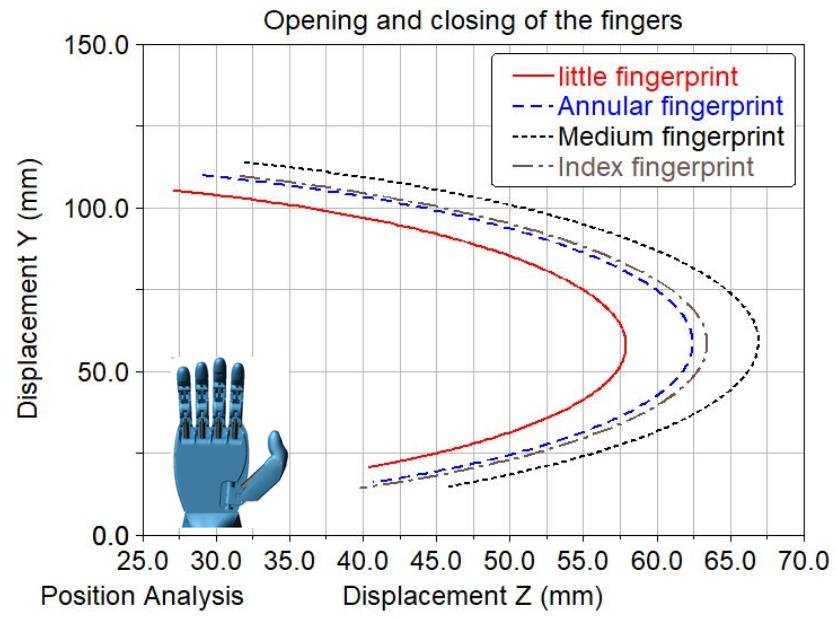 Opening and closing of the fingers
150.0
100.0
50.0
0.0
Displacement Y (mm)
little fingerprint
Annular fingerprint
Medium fingerprint
Index fingerprint
25.0 30.0 35.0 40.0 45.0 50.0 55.0 60.0 65.0 70.0
Position Analysis Displacement Z (mm)